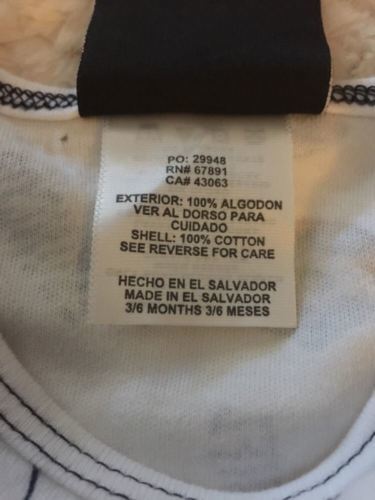 PO: 29948
RN# 67891
CA# 43063
EXTERIOR: 100% ALGODON
VER AL DORSO PARA
CUIDADO
SHELL: 100% COTTON
SEE REVERSE FOR CARE
HECHO EN EL SALVADOR
MADE IN EL SALVADOR
3/6 MONTHS 3/6 MESES